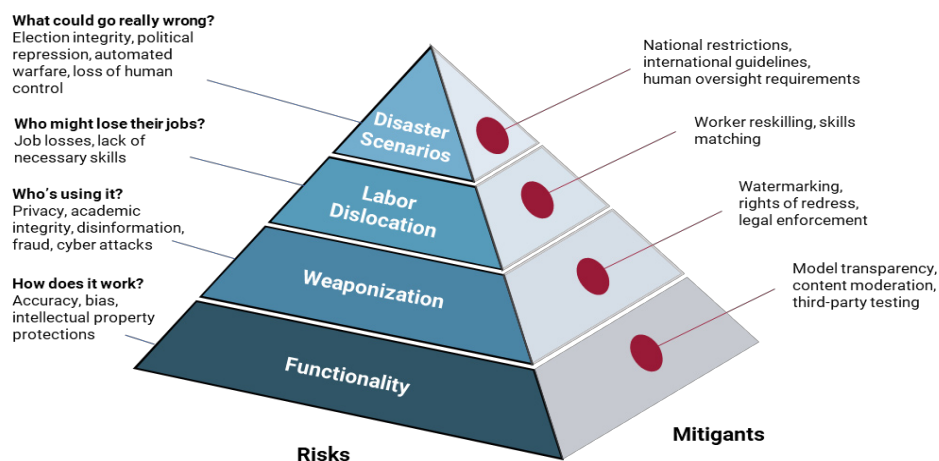 What could go really wrong?
Election integrity, political
repression, automated
warfare, loss of human
control
Who might lose their jobs?
Job losses, lack of
necessary skills
Who's using it?
Privacy, academic
integrity, disinformation,
fraud, cyber attacks
How does it work?
Accuracy, bias,
intellectual property
protections
Disaster
Scenarios
Labor
Dislocation
Weaponization
Functionality
National restrictions,
international guidelines,
human oversight requirements
Worker reskilling, skills
matching
Watermarking,
rights of redress,
legal enforcement
Model transparency,
content moderation,
third-party testing
Risks
Mitigants